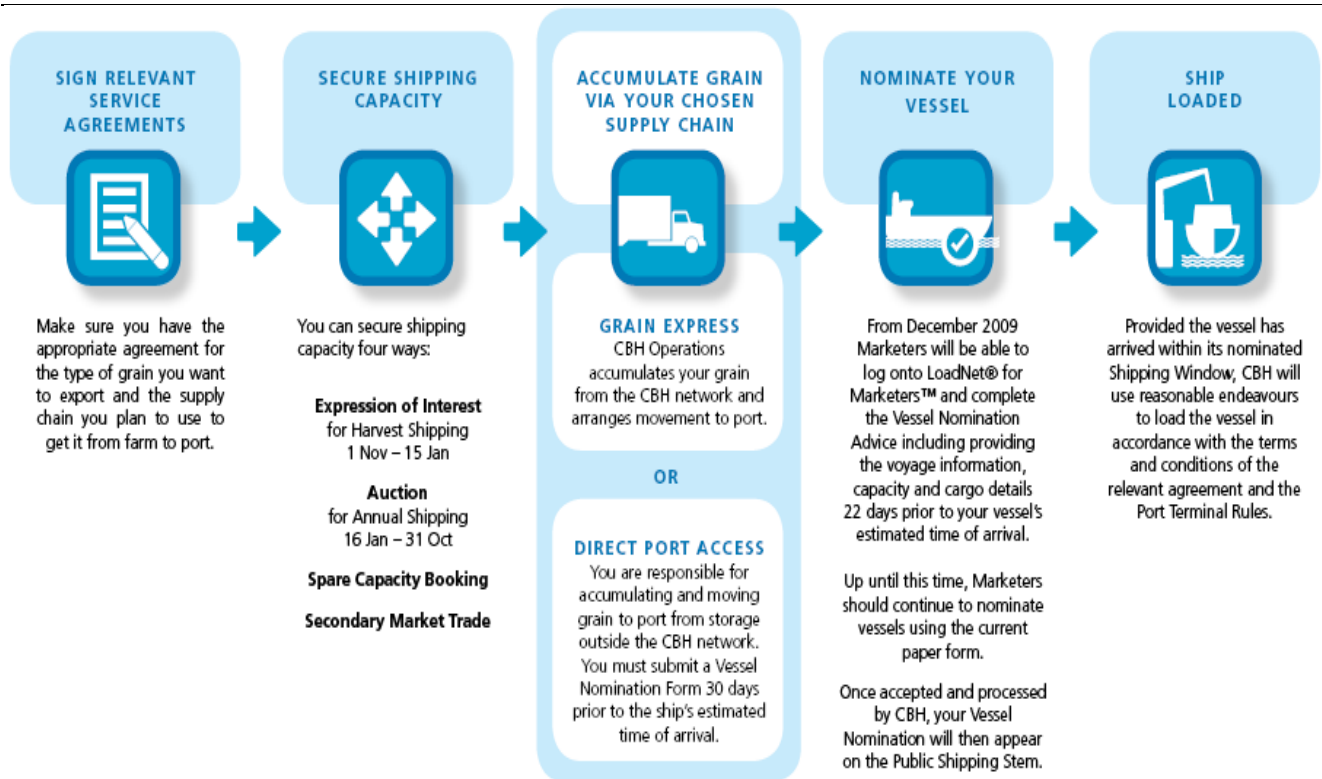 SIGN RELEVANT
SERVICE
AGREEMENTS
Make sure you have the
appropriate agreement for
the type of grain you want
to export and the supply
chain you plan to use to
get it from farm to port.
SECURE SHIPPING
CAPACITY
You can secure shipping
capacity four ways:
Expression of Interest
for Harvest Shipping
1 Nov – 15 Jan
Auction
for Annual Shipping
16 Jan – 31 Oct
Spare Capacity Booking
Secondary Market Trade
ACCUMULATE GRAIN
VIA YOUR CHOSEN
SUPPLY CHAIN
GRAIN EXPRESS
CBH Operations
accumulates your grain
from the CBH network and
arranges movement to port.
OR
DIRECT PORT ACCESS
You are responsible for
accumulating and moving
grain to port from storage
outside the CBH network.
You must submit a Vessel
Nomination Form 30 days
prior to the ship's estimated
time of arrival.
NOMINATE YOUR
VESSEL
From December 2009
Marketers will be able to
log onto LoadNet® for
Marketers™ and complete
the Vessel Nomination
Advice including providing
the voyage information,
capacity and cargo details
22 days prior to your vessel's
estimated time of arrival.
Up until this time, Marketers
should continue to nominate
vessels using the current
paper form.
Once accepted and processed
by CBH, your Vessel
Nomination will then appear
on the Public Shipping Stem.
SHIP
LOADED
Provided the vessel has
arrived within its nominated
Shipping Window, CBH will
use reasonable endeavours
to load the vessel in
accordance with the terms
and conditions of the
relevant agreement and the
Port Terminal Rules.